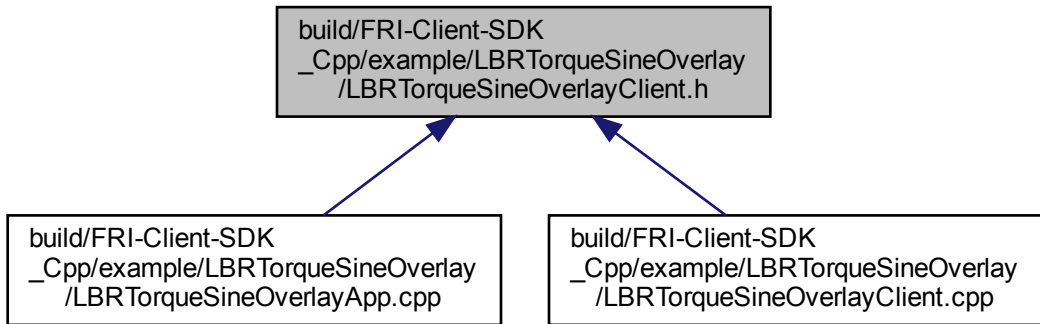 build/FRI-Client-SDK
_Cpp/example/LBRTorqueSineOverlay
/LBRTorqueSineOverlayClient.h
build/FRI-Client-SDK
_Cpp/example/LBRTorqueSineOverlay
/LBRTorqueSineOverlayApp.cpp
build/FRI-Client-SDK
_Cpp/example/LBRTorqueSineOverlay
/LBRTorqueSineOverlayClient.cpp